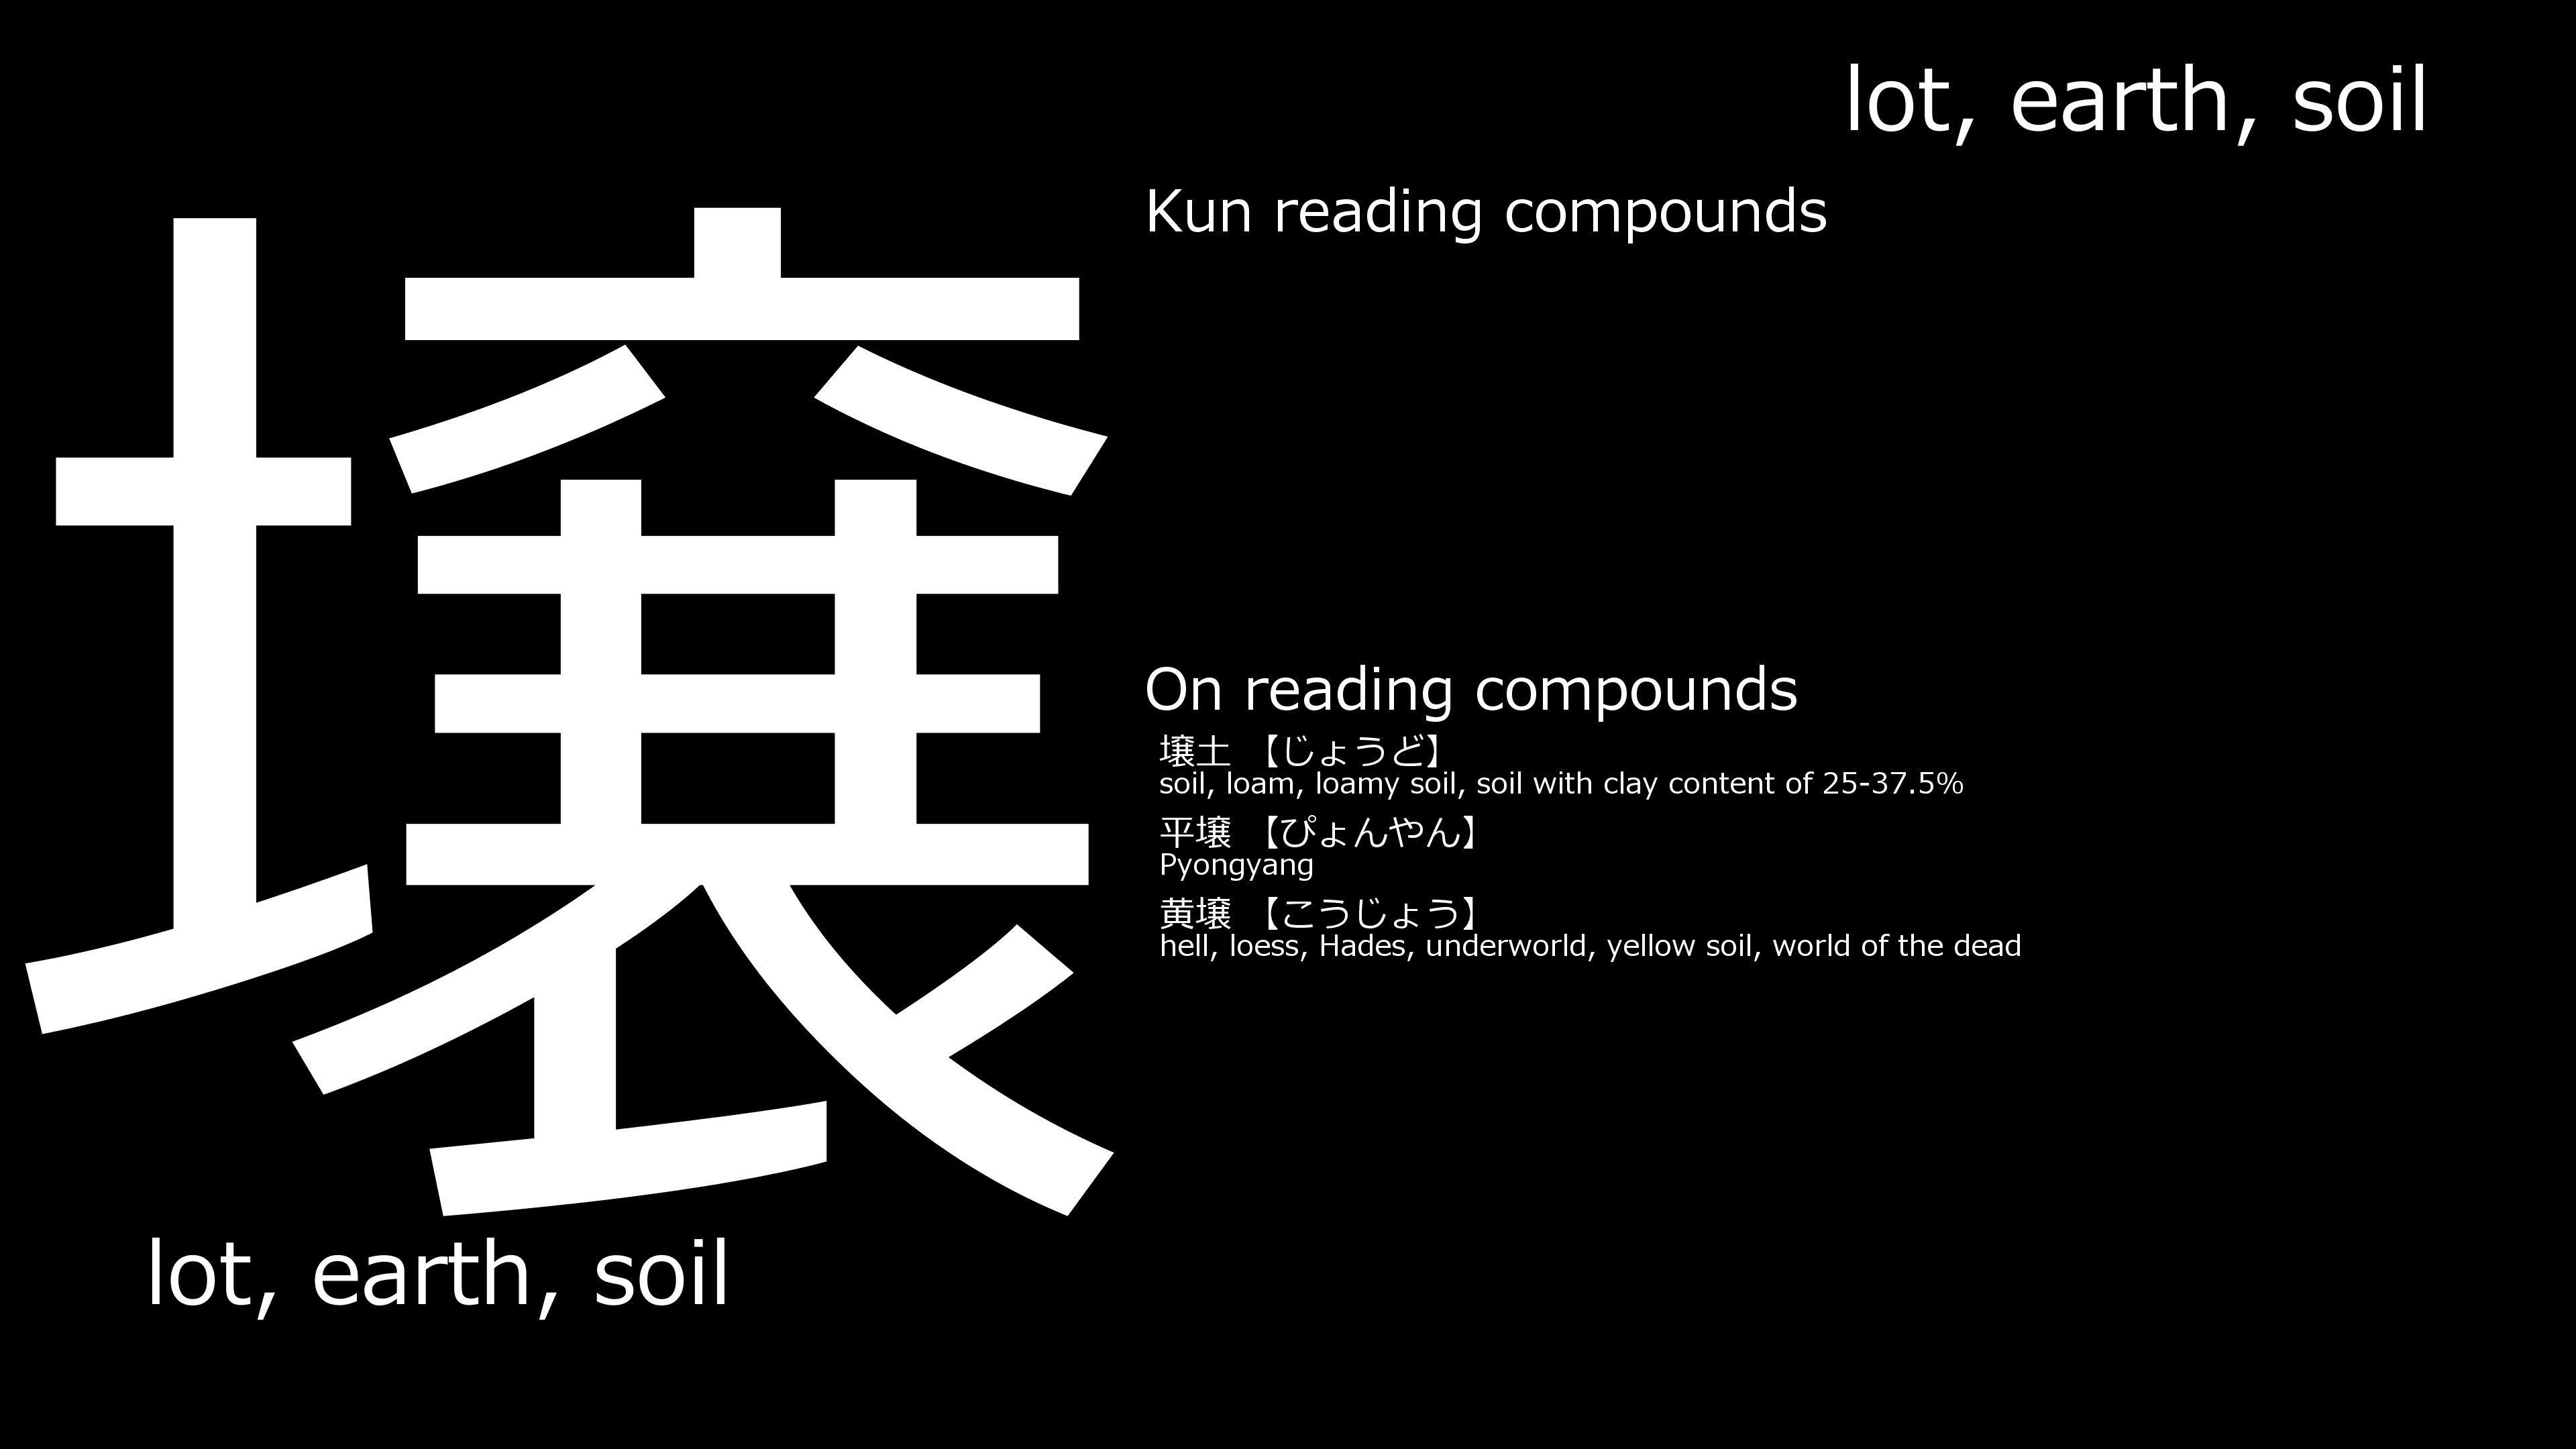 lot, earth, soil
Kun reading compounds
壌
On reading compounds
壌土 【じょうど】
soil, loam, loamy soil, soil with clay content of 25-37.5%
平壌 【ぴょんやん】
Pyongyang
黄壌 【こうじょう】
hell, loess, Hades, underworld, yellow soil, world of the dead
lot, earth, soil